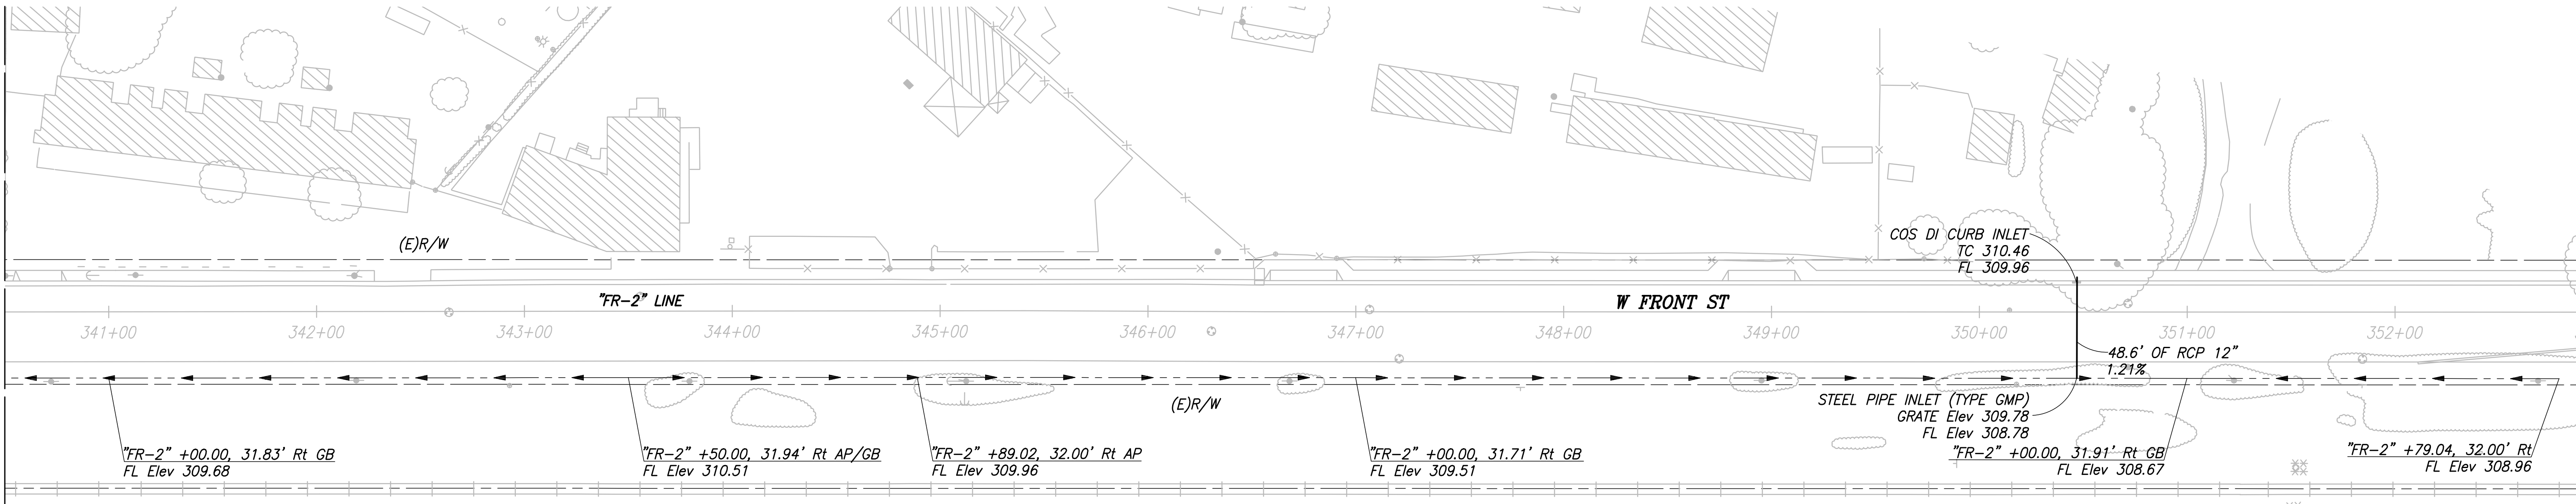 (E)R/W
COS DI CURB INLET
TC 310.46
FL 309.96
"FR-2" LINE
W FRONT ST
341+00
342+00
343+00
344+00
345+00
346+00
347+00
348+00
349+00
350+00
351+00
352+00
48.6' OF RCP 12"
1.21%
(E)R/W
STEEL PIPE INLET (TYPE GMP)
GRATE Elev 309.78
FL Elev 308.78
"FR-2" +00.00, 31.83' Rt GB
FL Elev 309.68
"FR-2" +50.00, 31.94' Rt AP/GB
FL Elev 310.51
"FR-2" +89.02, 32.00' Rt AP
FL Elev 309.96
"FR-2" +00.00, 31.71' Rt GB
FL Elev 309.51
"FR-2" +00.00, 31.91' Rt GB
FL Elev 308.67
"FR-2" +79.04, 32.00' Rt
FL Elev 308.96